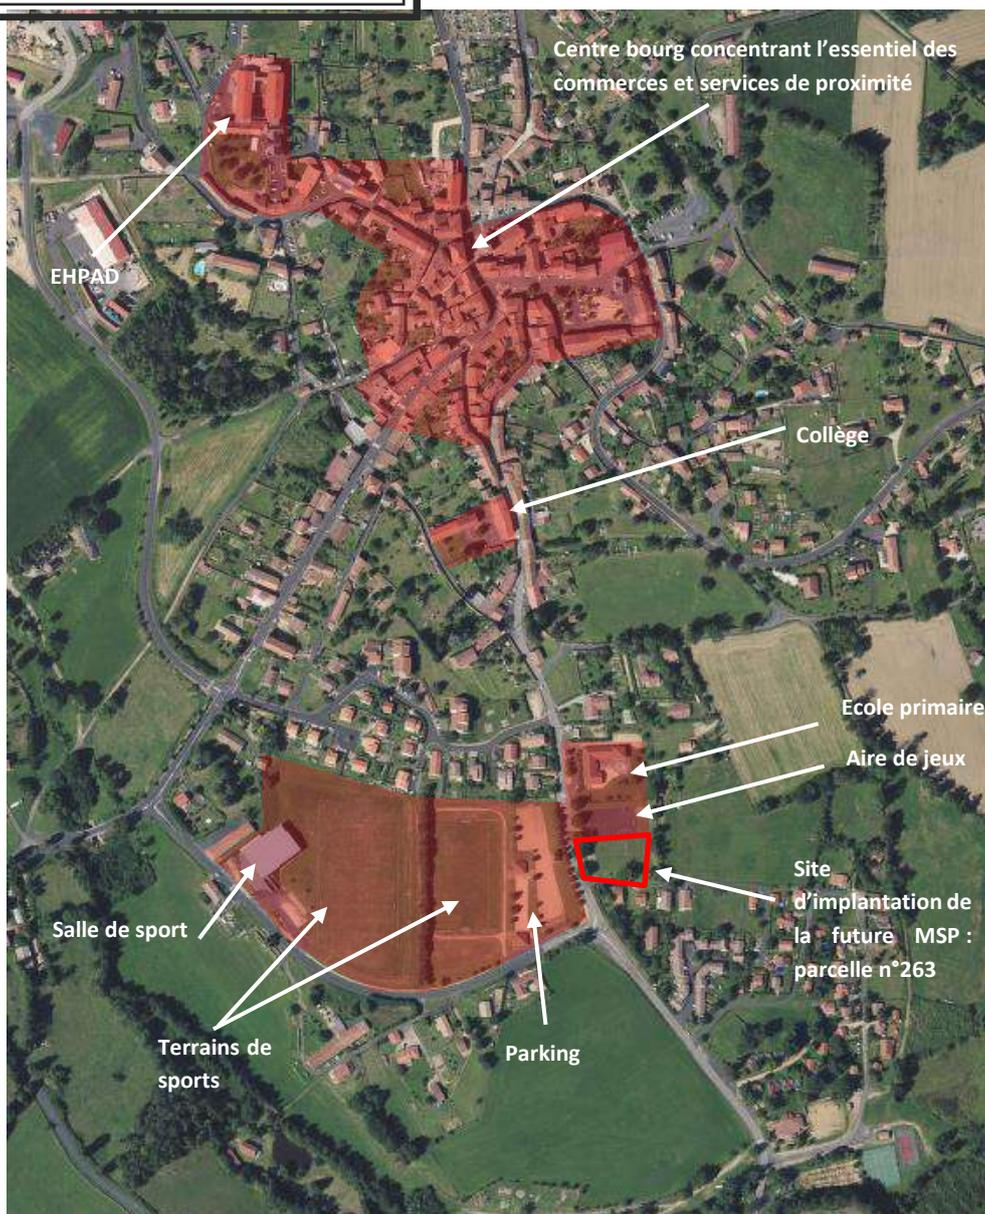 Centre bourg concentrant l'essentiel des
commerces et services de proximité
EHPAD
Collège
Ecole primaire
Aire de jeux
Site
d'implantation de
la future MSP :
parcelle n°263
Salle de sport
Terrains de
sports
Parking